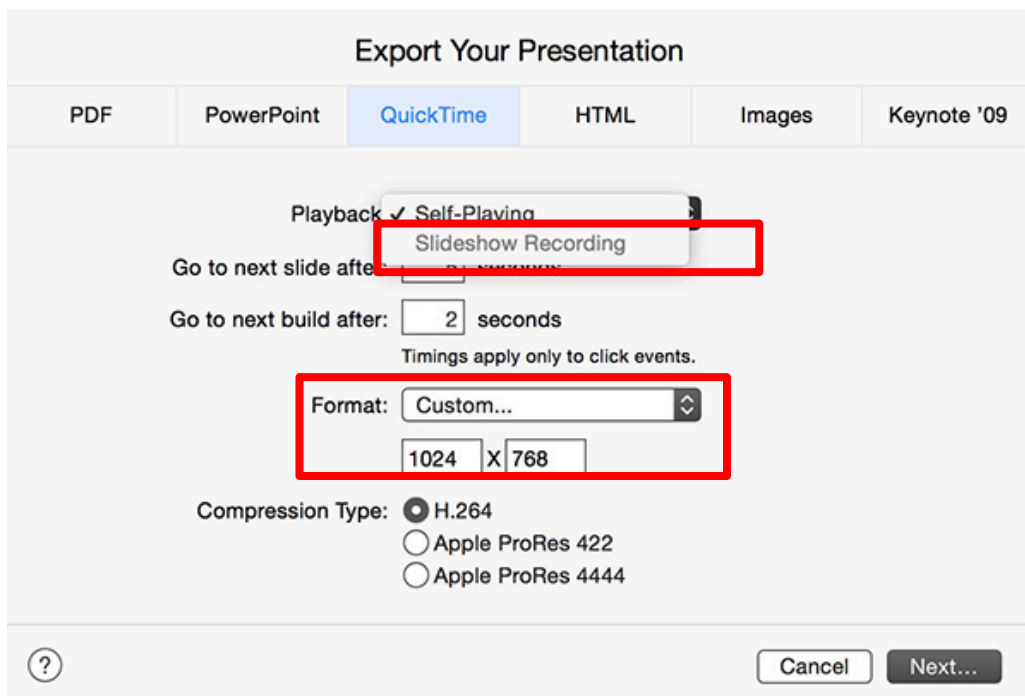 Export Your Presentation
PDF PowerPoint QuickTime HTML Images Keynote '09
Playback ✓ Self-Playing
Slideshow Recording
Go to next slide after: seconds
Go to next build after: 2 seconds
Timings apply only to click events.
Format: Custom...
1024 X 768
Compression Type: H.264
Apple ProRes 422
Apple ProRes 4444
? Cancel Next...